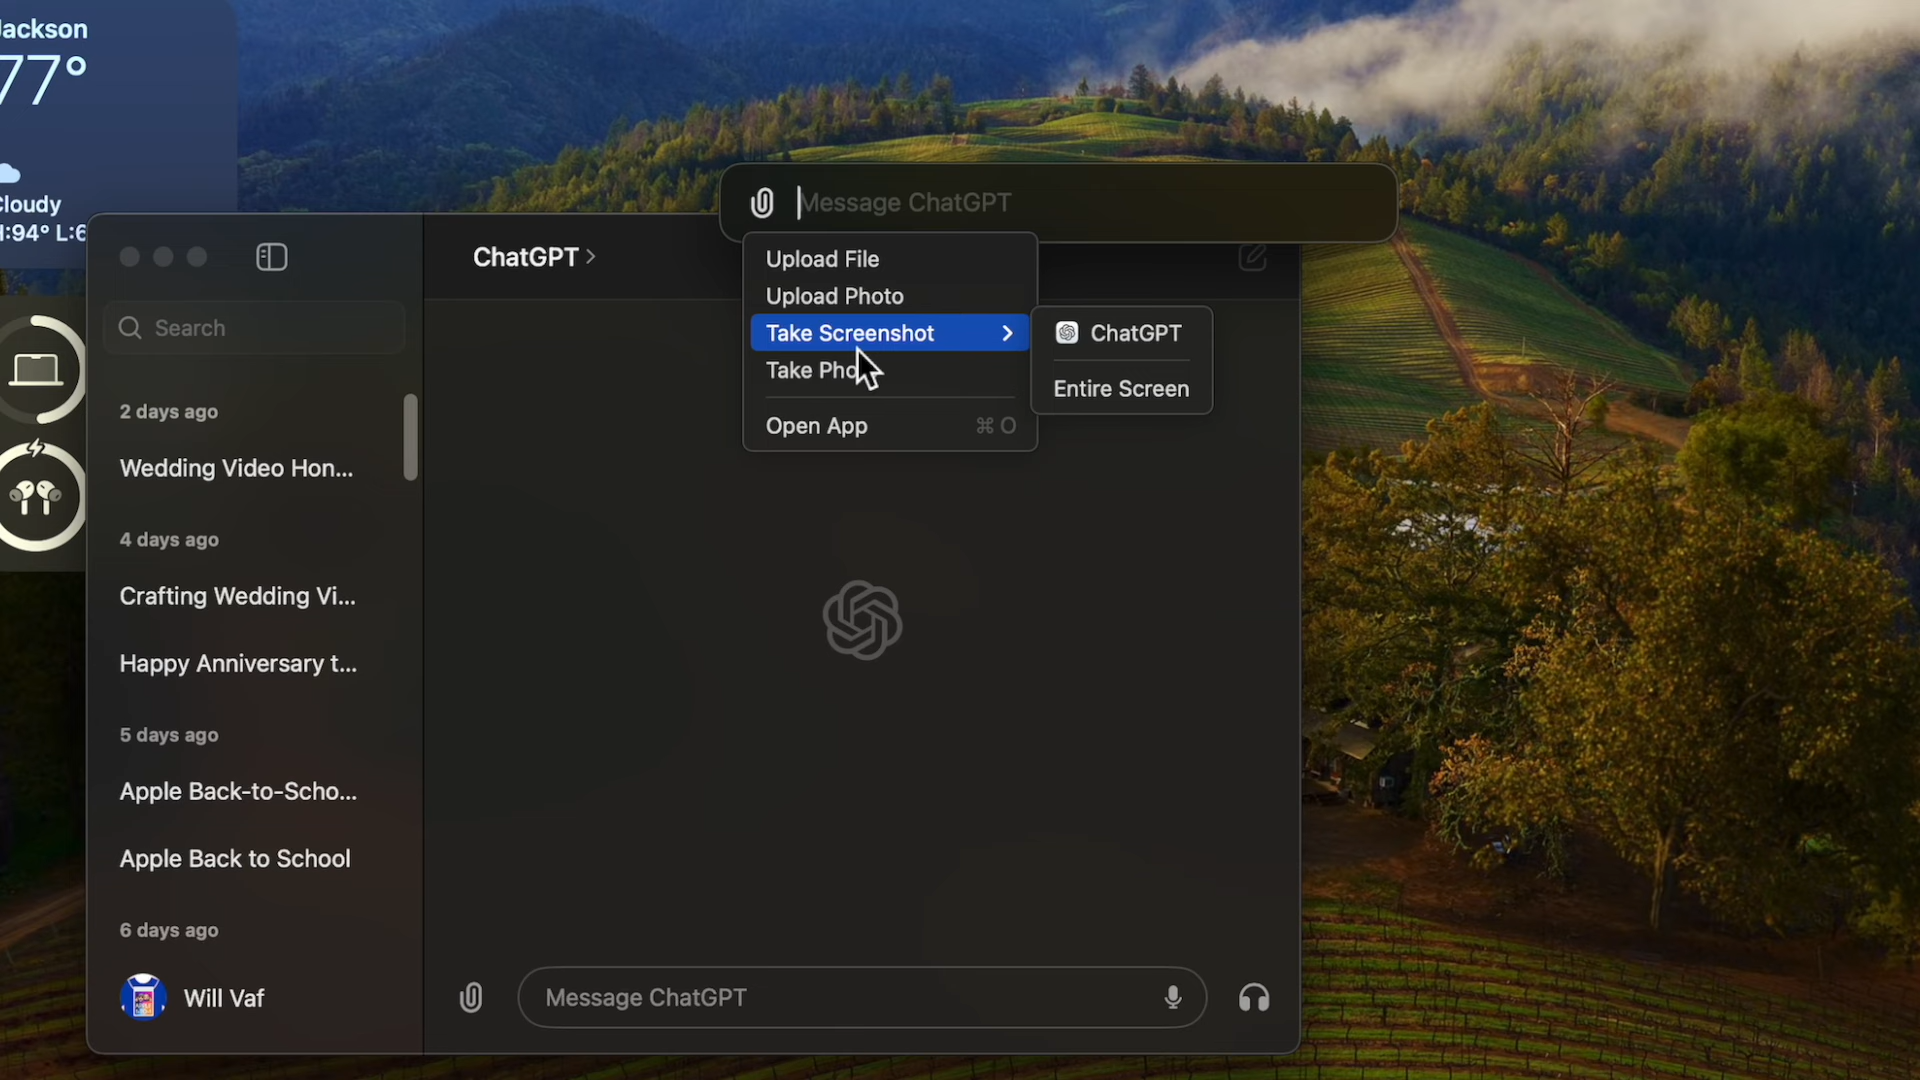 Jackson
77°
Cloudy
H:94° L:6
Message ChatGPT
Upload File
Upload Photo
Take Screenshot
Take Pho
Open App ⌘ O
ChatGPT
Entire Screen
ChatGPT
Search
2 days ago
Wedding Video Hon...
4 days ago
Crafting Wedding Vi...
Happy Anniversary t...
5 days ago
Apple Back-to-Scho...
Apple Back to School
6 days ago
Will Vaf
Message ChatGPT